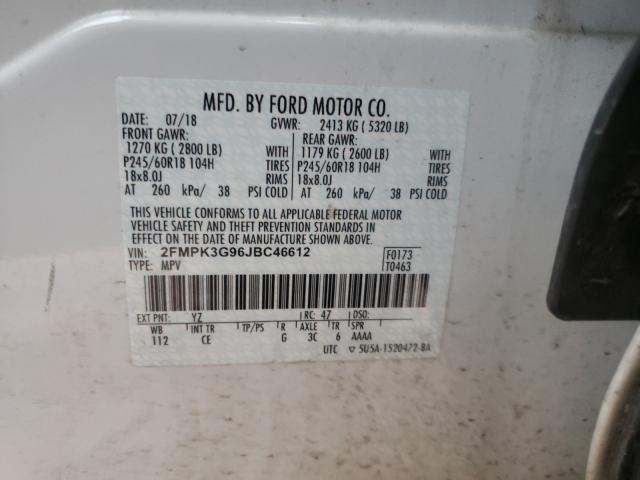 MFD. BY FORD MOTOR CO.
DATE: 07/18 GVWR: 2413 KG ( 5320 LB)
FRONT GAWR: REAR GAWR:
1270 KG ( 2800 LB) WITH 1179 KG ( 2600 LB) WITH
P245/60R18 104H TIRES P245/60R18 104H TIRES
18x8.0J RIMS 18x8.0J RIMS
AT 260 kPa/ 38 PSI COLD AT 260 kPa/ 38 PSI COLD
THIS VEHICLE CONFORMS TO ALL APPLICABLE FEDERAL MOTOR
VEHICLE SAFETY AND THEFT PREVENTION STANDARDS IN
EFFECT ON THE DATE OF MANUFACTURE SHOWN ABOVE.
VIN: 2FMPK3G96JBC46612 F0173
TYPE: MPV T0463
EXT PNT: YZ RC: 47 DSO:
WB INT TR TP/PS R AXLE TR SPR
112 CE G 3C 6 AAAA
UTC ▽ 5U5A-1520472-BA